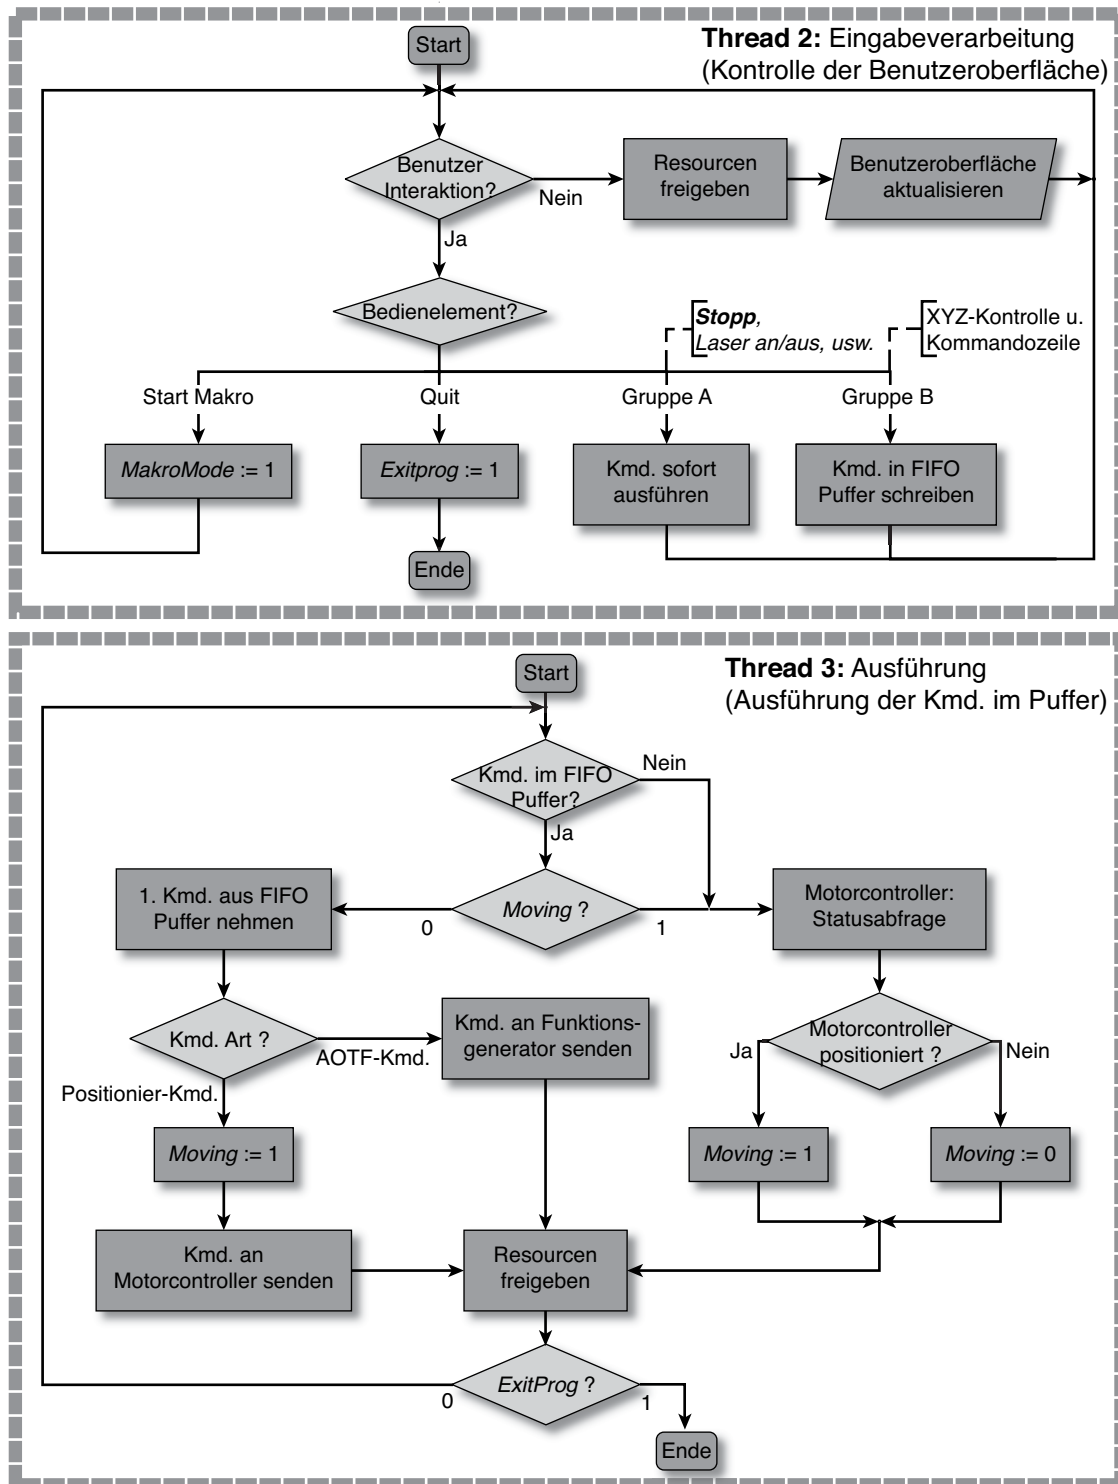 Start
Thread 2: Eingabeverarbeitung
(Kontrolle der Benutzeroberfläche)
Benutzer
Interaktion?
Nein
Resourcen
freigeben
Benutzeroberfläche
aktualisieren
Ja
Bedienelement?
Stopp,
Laser an/aus, usw.
XYZ-Kontrolle u.
Kommandozeile
Start Makro
Quit
Gruppe A
Gruppe B
MakroMode := 1
Exitprog := 1
Kmd. sofort
ausführen
Kmd. in FIFO
Puffer schreiben
Ende
Start
Thread 3: Ausführung
(Ausführung der Kmd. im Puffer)
Kmd. im FIFO
Puffer?
Nein
Ja
1. Kmd. aus FIFO
Puffer nehmen
0
Moving ?
1
Motorcontroller:
Statusabfrage
Kmd. Art ?
AOTF-Kmd.
Kmd. an Funktions-
generator senden
Motorcontroller
positioniert ?
Ja
Nein
Positionier-Kmd.
Moving := 1
Moving := 1
Moving := 0
Kmd. an
Motorcontroller senden
Resourcen
freigeben
ExitProg ?
0
1
Ende